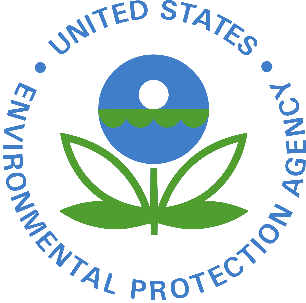 UNITED STATES
ENVIRONMENTAL PROTECTION AGENCY